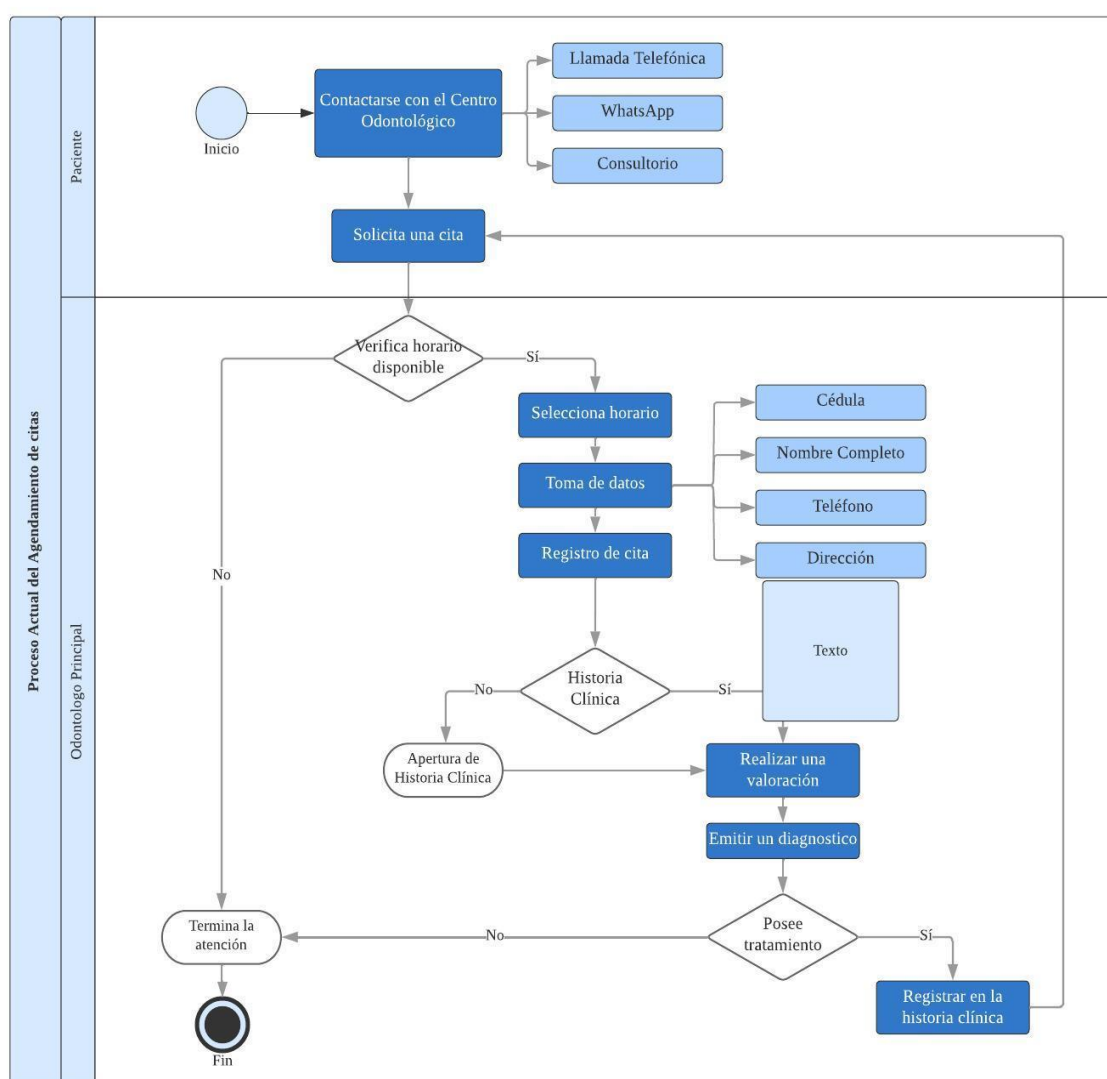 Proceso Actual del Agendamiento de citas
Paciente
Inicio
Contactarse con el Centro
Odontológico
Llamada Telefónica
WhatsApp
Consultorio
Solicita una cita
Odontologo Principal
Verifica horario
disponible
Sí
No
Selecciona horario
Toma de datos
Registro de cita
Cédula
Nombre Completo
Teléfono
Dirección
Texto
Historia
Clínica
No
Sí
Apertura de
Historia Clínica
Realizar una
valoración
Emitir un diagnostico
Posee
tratamiento
No
Sí
Termina la
atención
Registrar en la
historia clínica
Fin